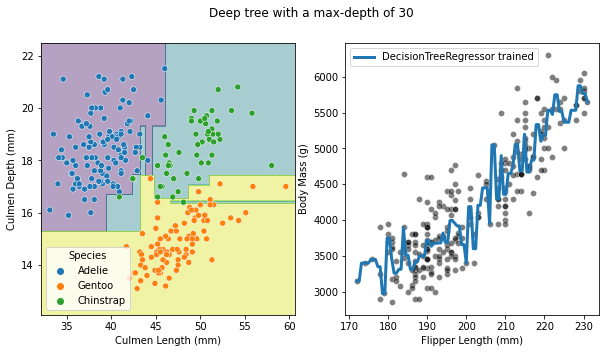 Deep tree with a max-depth of 30
22
20
18
16
14
Culmen Depth (mm)
Species
Adelie
Gentoo
Chinstrap
35 40 45 50 55 60
Culmen Length (mm)
DecisionTreeRegressor trained
6000
5500
5000
4500
4000
3500
3000
Body Mass (g)
170 180 190 200 210 220 230
Flipper Length (mm)